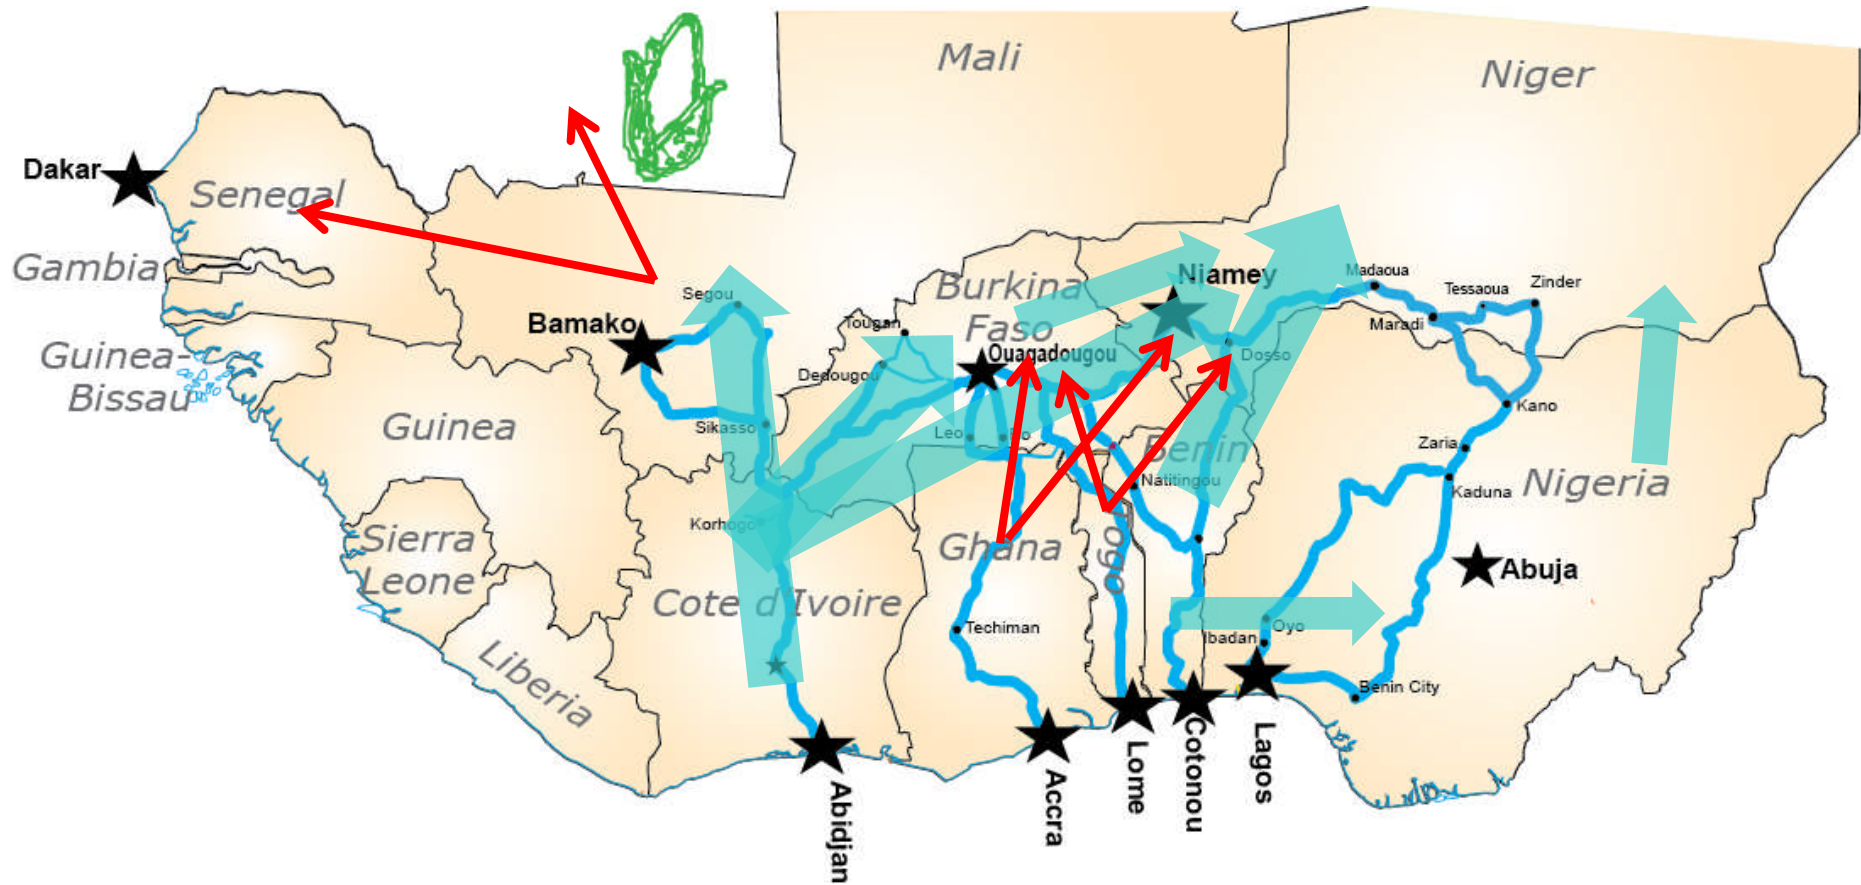 Mali
Niger
Dakar
Senegal
Gambia
Segou
Burkina
Faso
Niamey
Madaoua
Tessaoua
Zinder
Bamako
Tougan
Maradi
Guinea-
Bissau
Ouagadougou
Dosso
Dedougou
Guinea
Sikasso
Leo
Po
Benin
Kano
Zaria
Natitingou
Kaduna
Nigeria
Korhogo
Sierra
Leone
Ghana
Togo
Abuja
Cote d'Ivoire
Techiman
Oyo
Ibadan
Liberia
Benin City
Abidjan
Accra
Lome
Cotonou
Lagos